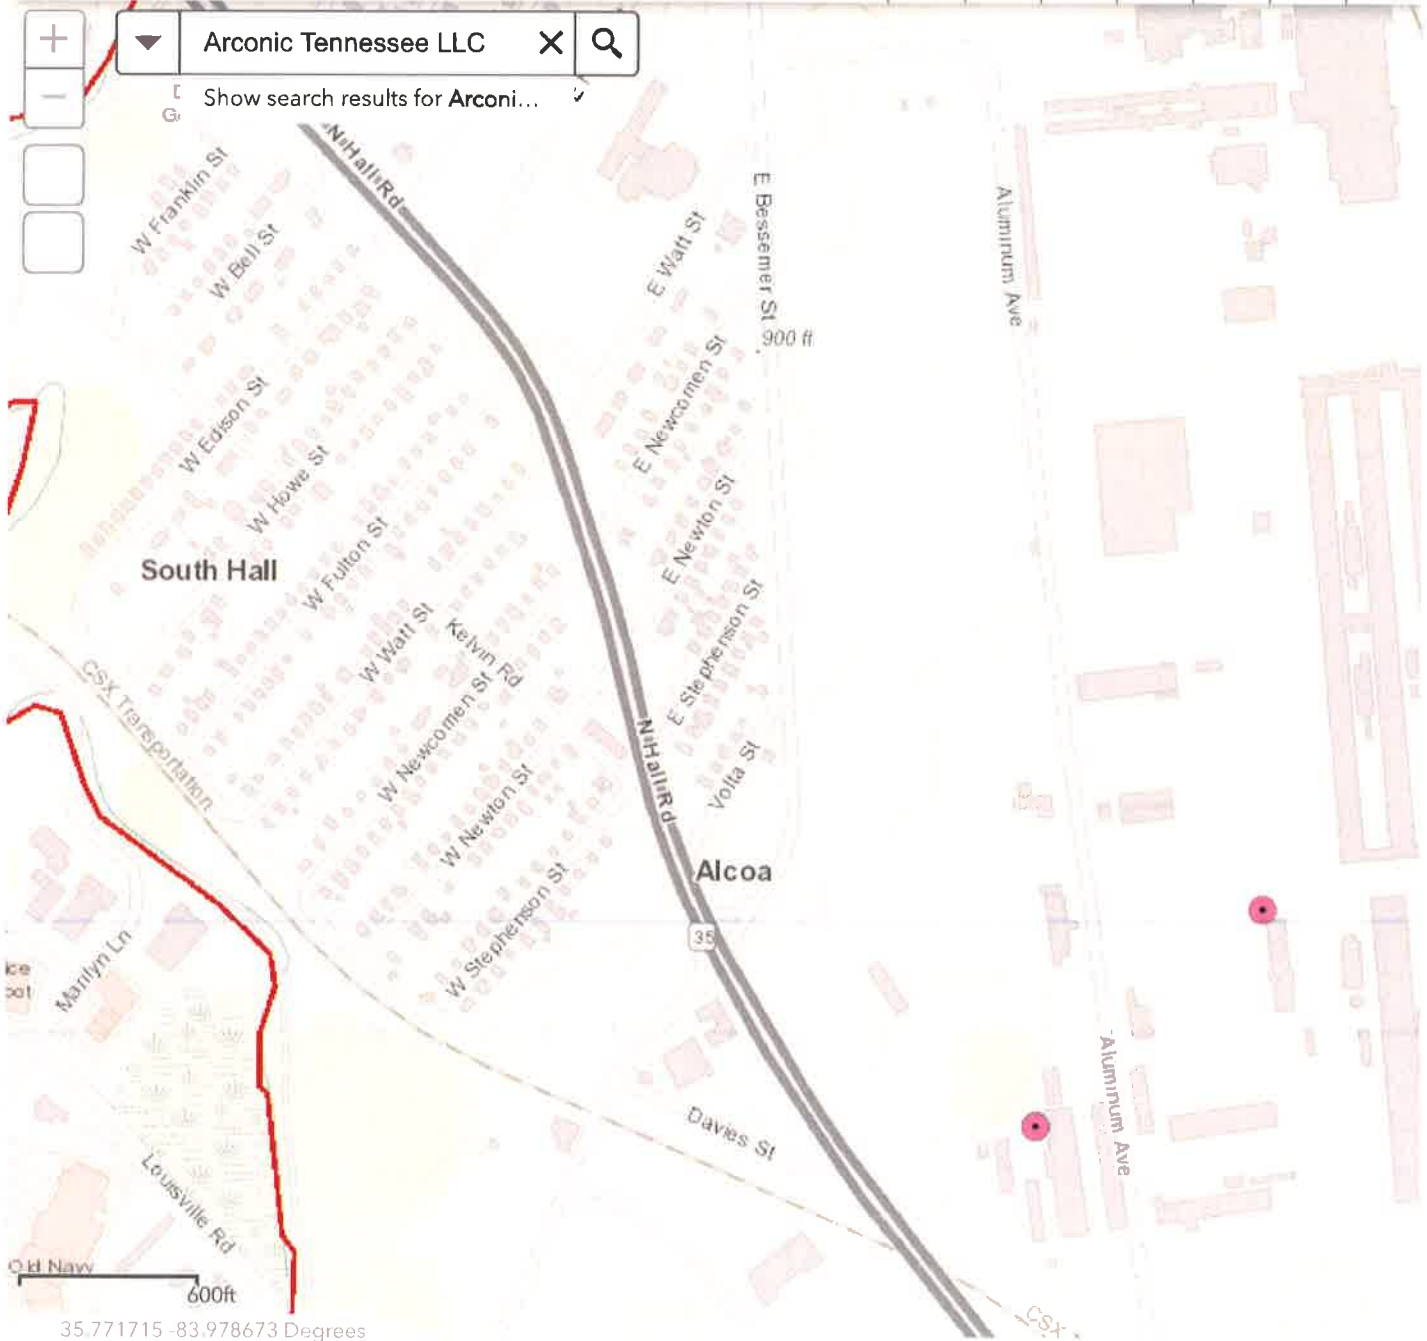 +
Arconic Tennessee LLC
−
Show search results for Arconi...
N Hall Rd
W Franklin St
W Bell St
E Watt St
E Bessemer St
Aluminum Ave
900 ft
E Newcomen St
W Edison St
W Howe St
E Newton St
W Fulton St
South Hall
E Stephenson St
W Watt St
Kelvin Rd
CSX Transportation
W Newcomen St
N Hall Rd
Volta St
W Newton St
Alcoa
W Stephenson St
35
Marilyn Ln
Aluminum Ave
Davies St
Louisville Rd
Old Navy
600ft
CSX
35.771715 -83.978673 Degrees